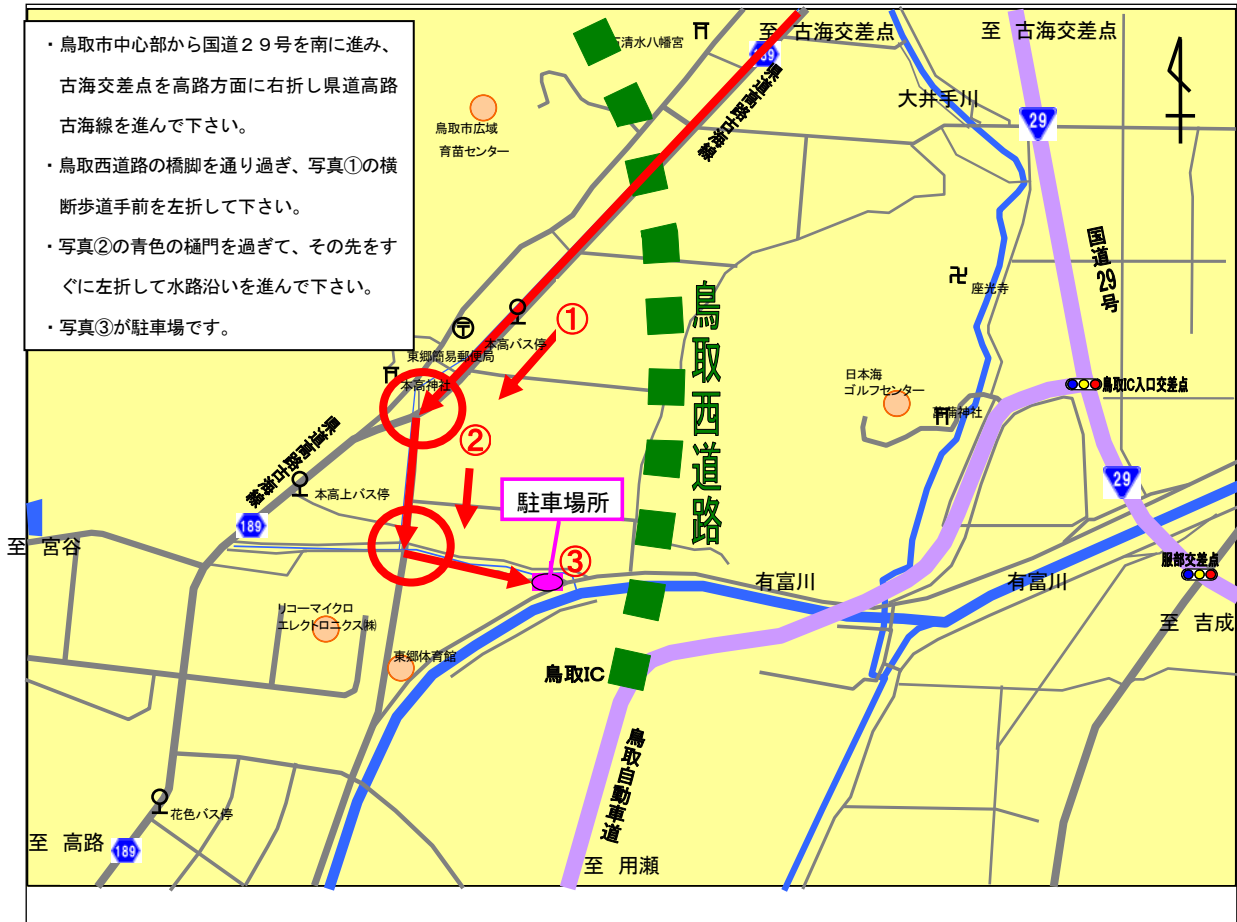 ・鳥取市中心部から国道２９号を南に進み、
古海交差点を高路方面に右折し県道高路
古海線を進んで下さい。
・鳥取西道路の橋脚を通り過ぎ、写真①の横
断歩道手前を左折して下さい。
・写真②の青色の樋門を過ぎて、その先をす
ぐに左折して水路沿いを進んで下さい。
・写真③が駐車場です。
清水八幡宮
至 古海交差点
至 古海交差点
県道高路古海線
大井手川
29
鳥取市広域
育苗センター
国道29号
座光寺
鳥取西道路
①
本高バス停
東郷簡易郵便局
本高神社
日本海
ゴルフセンター
鳥取IC入口交差点
菖蒲神社
②
県道高路古海線
本高上バス停
189
駐車場所
29
至 宮谷
③
有富川
有富川
服部交差点
リコーマイクロ
エレクトロニクス㈱
至 吉成
東郷体育館
鳥取IC
鳥取自動車道
花色バス停
至 高路
189
至 用瀬